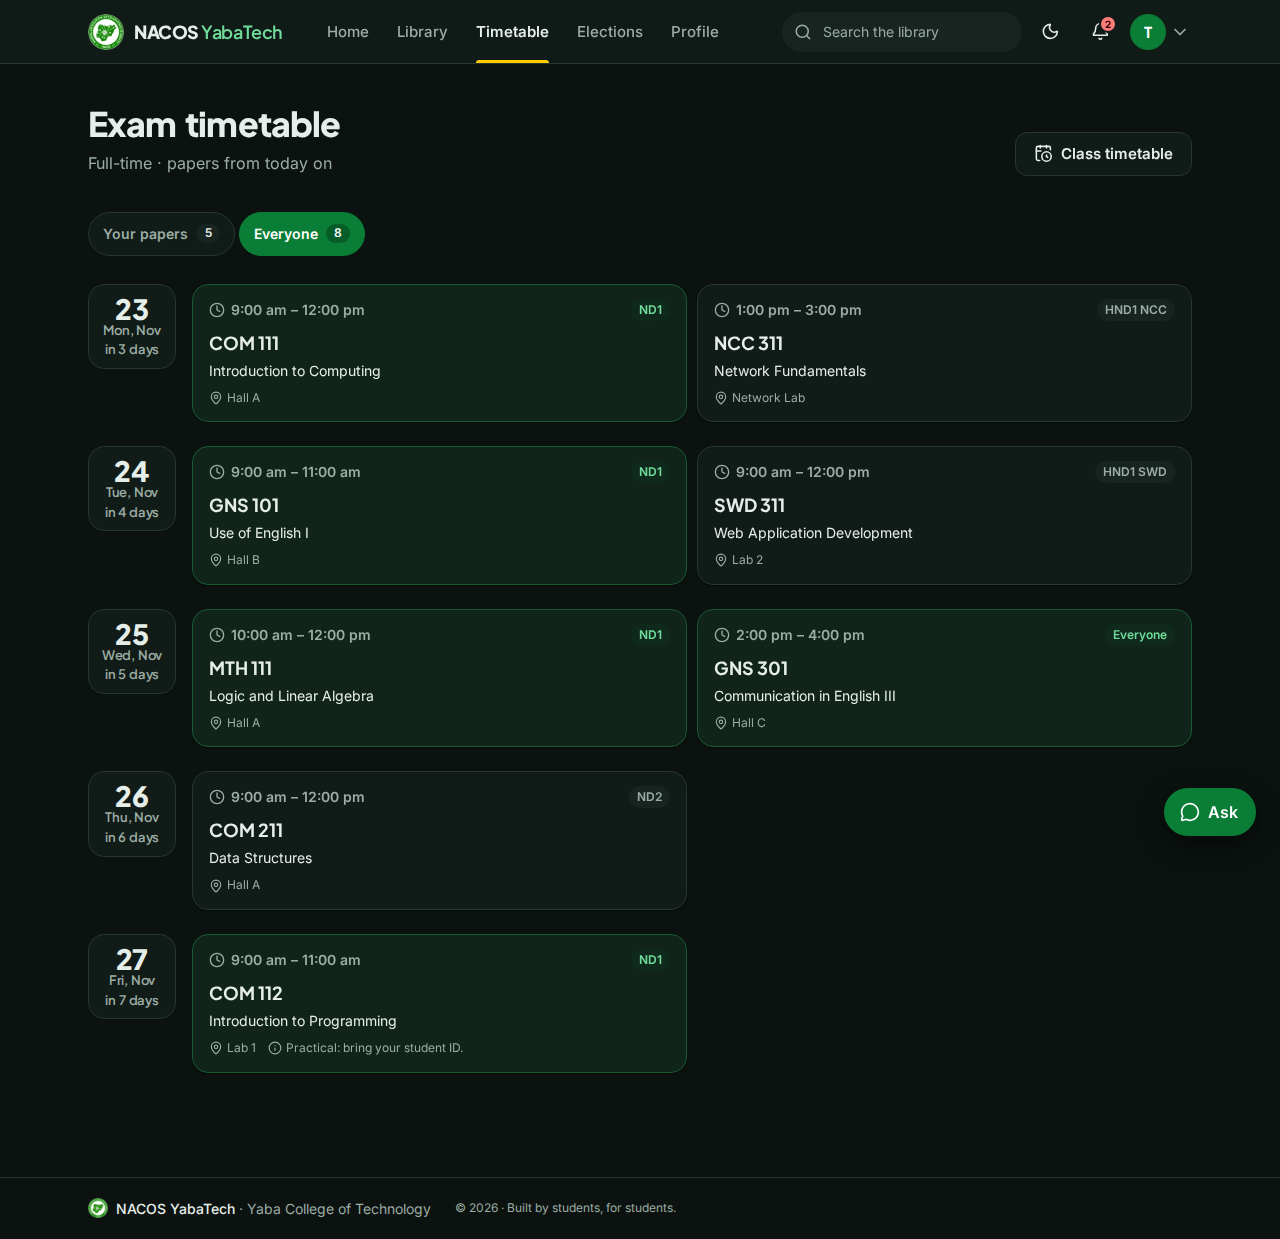 NACOS YabaTech
Home
Library
Timetable
Elections
Profile
Search the library
2
T
Exam timetable
Full-time · papers from today on
Class timetable
Your papers 5
Everyone 8
23
Mon, Nov
in 3 days
9:00 am – 12:00 pm
ND1
COM 111
Introduction to Computing
Hall A
1:00 pm – 3:00 pm
HND1 NCC
NCC 311
Network Fundamentals
Network Lab
24
Tue, Nov
in 4 days
9:00 am – 11:00 am
ND1
GNS 101
Use of English I
Hall B
9:00 am – 12:00 pm
HND1 SWD
SWD 311
Web Application Development
Lab 2
25
Wed, Nov
in 5 days
10:00 am – 12:00 pm
ND1
MTH 111
Logic and Linear Algebra
Hall A
2:00 pm – 4:00 pm
Everyone
GNS 301
Communication in English III
Hall C
26
Thu, Nov
in 6 days
9:00 am – 12:00 pm
ND2
COM 211
Data Structures
Hall A
Ask
27
Fri, Nov
in 7 days
9:00 am – 11:00 am
ND1
COM 112
Introduction to Programming
Lab 1
Practical: bring your student ID.
NACOS YabaTech · Yaba College of Technology
© 2026 · Built by students, for students.